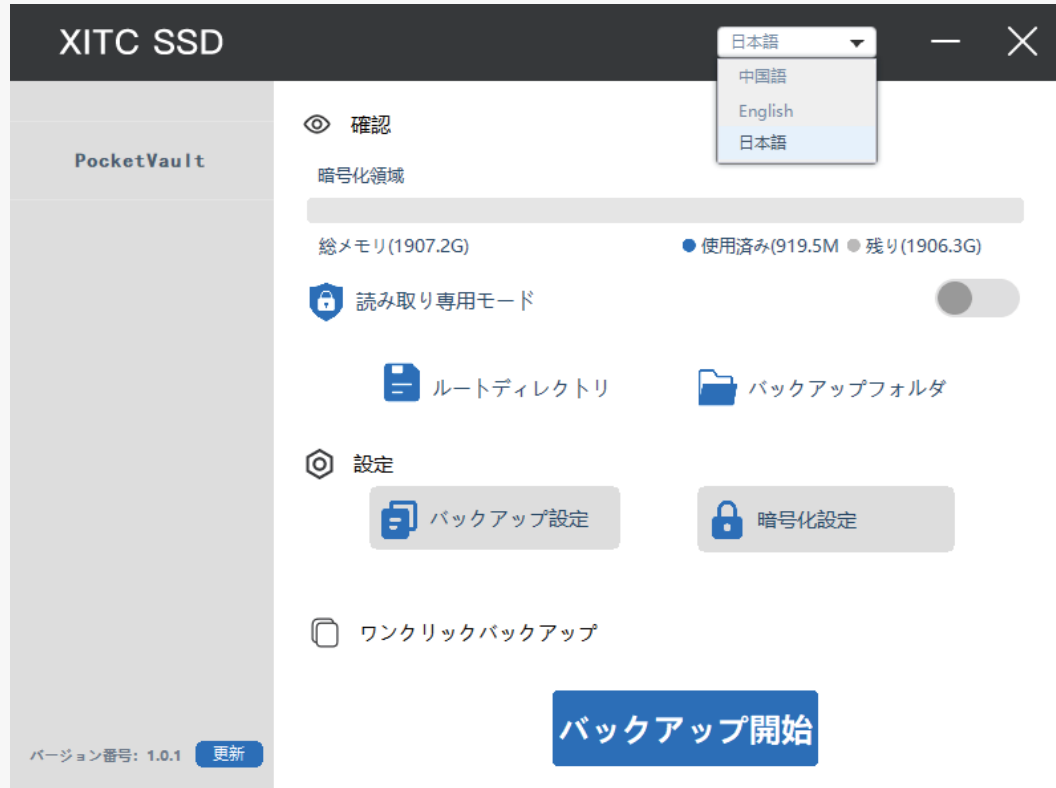 XITC SSD
日本語
中国語
English
日本語
PocketVault
確認
暗号化領域
総メモリ(1907.2G)
使用済み(919.5M
残り(1906.3G)
読み取り専用モード
ルートディレクトリ
バックアップフォルダ
設定
バックアップ設定
暗号化設定
ワンクリックバックアップ
バックアップ開始
バージョン番号: 1.0.1
更新